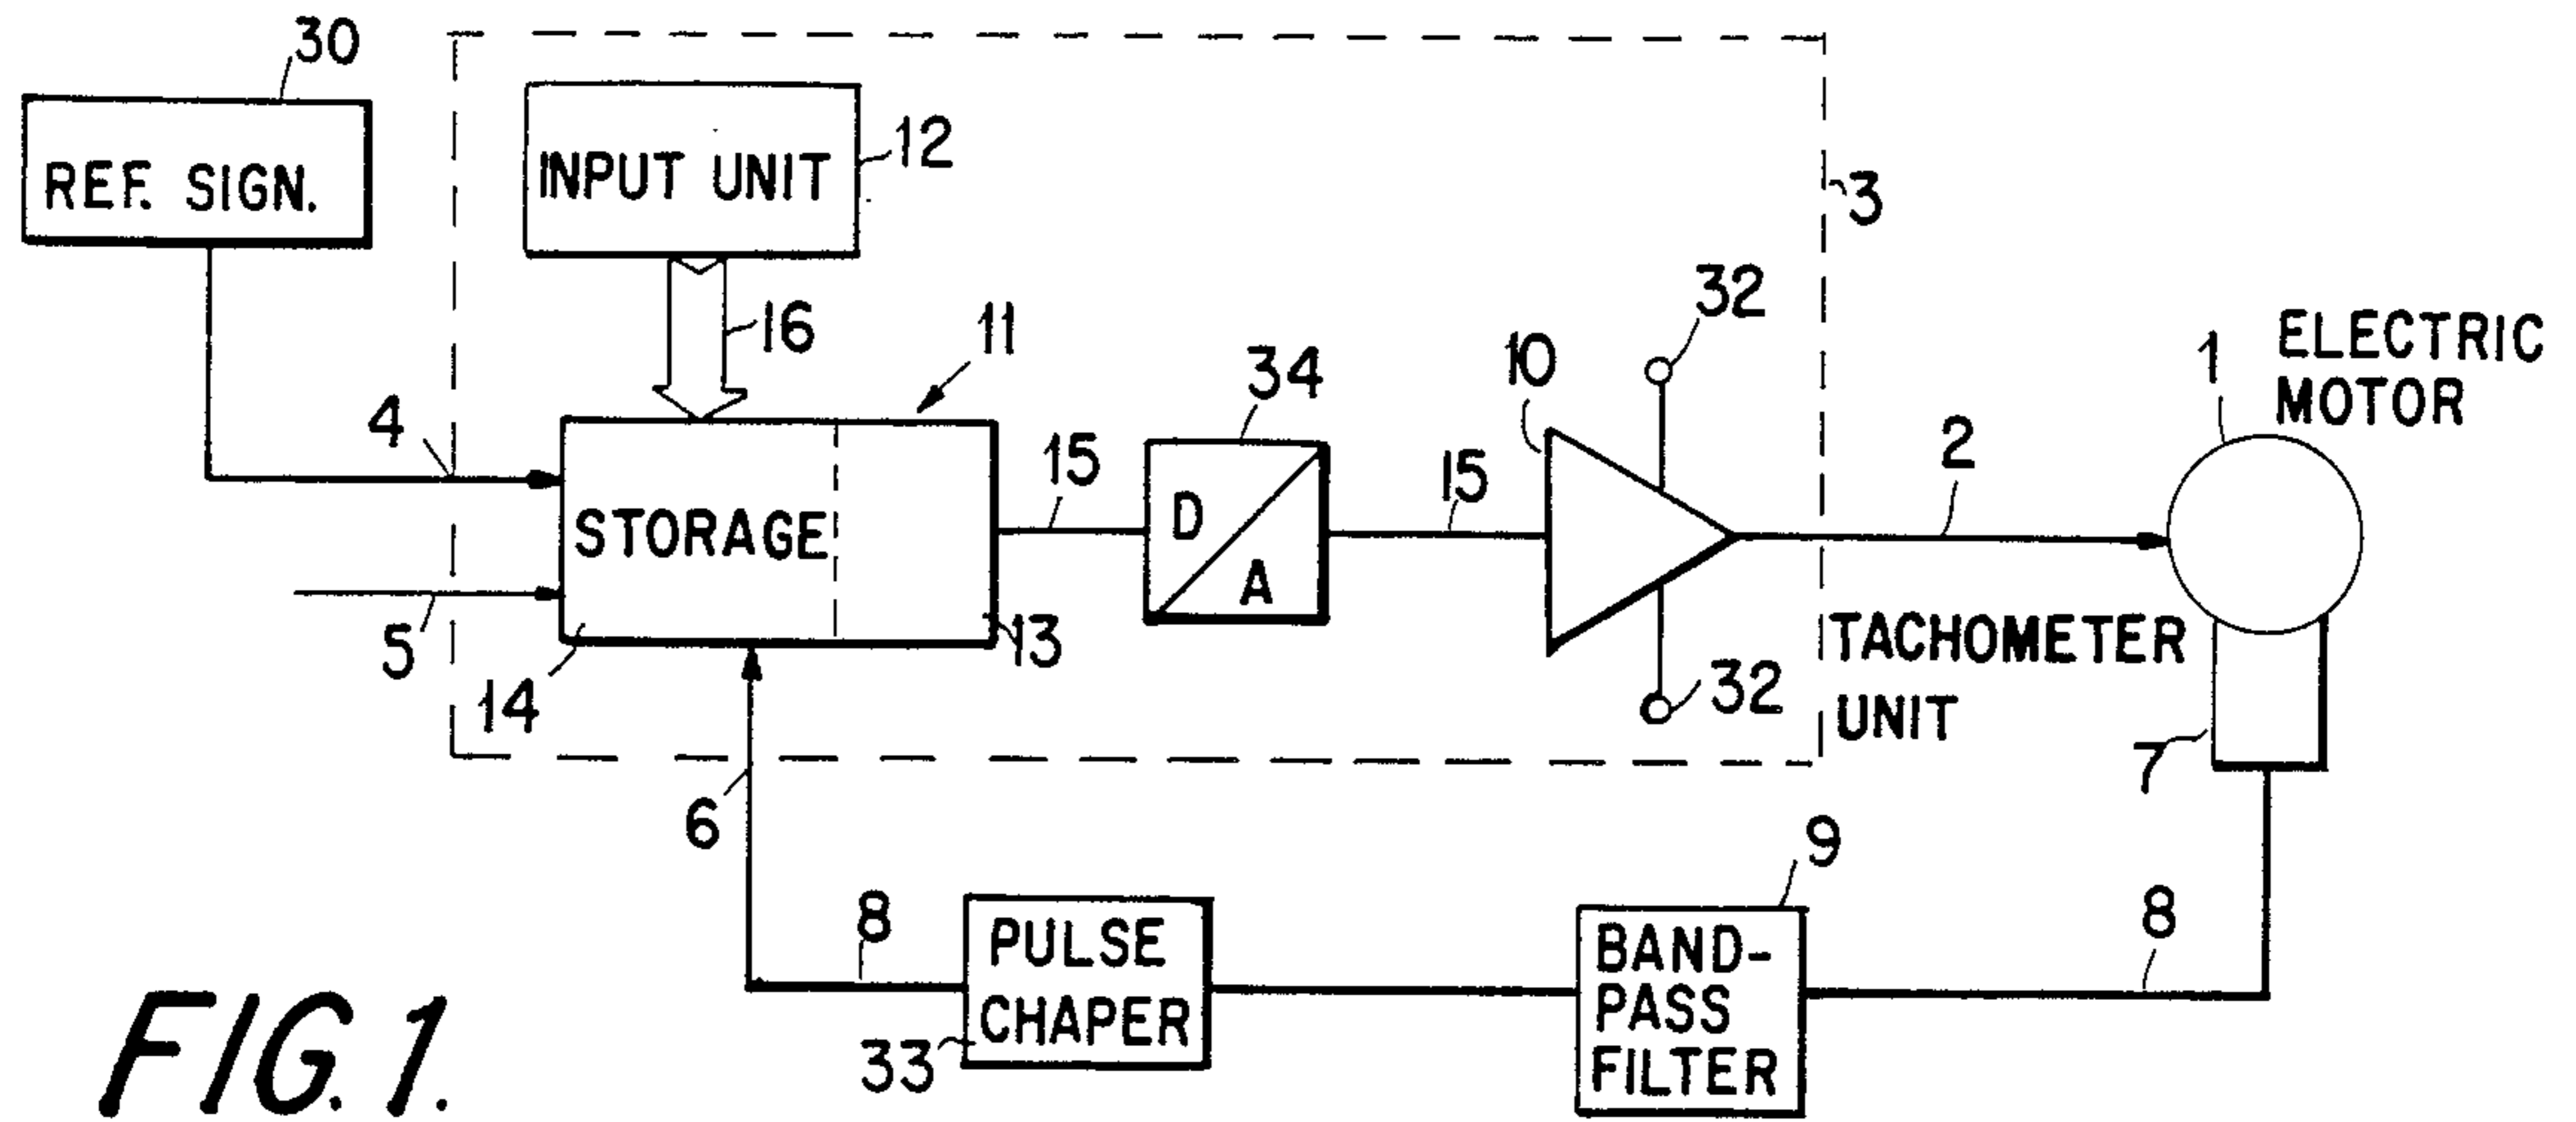 30
REF. SIGN.
INPUT UNIT
12
3
16
11
32
4
34
10
1
ELECTRIC
MOTOR
15
15
2
STORAGE
D
A
5
14
13
32
TACHOMETER
UNIT
7
6
9
8
8
PULSE
CHAPER
33
BAND-
PASS
FILTER
FIG. 1.